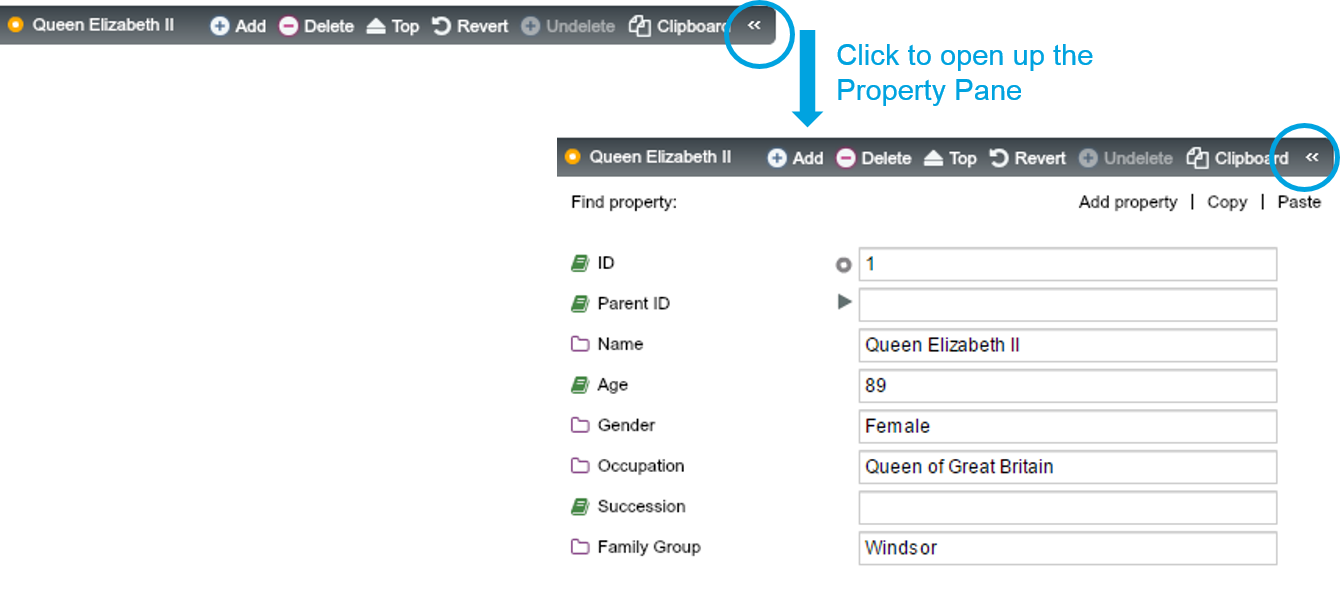 Queen Elizabeth II Add Delete Top Revert Undelete Clipboard «
Click to open up the
Property Pane
Queen Elizabeth II Add Delete Top Revert Undelete Clipboard «
Find property: Add property | Copy | Paste
ID 1
Parent ID
Name Queen Elizabeth II
Age 89
Gender Female
Occupation Queen of Great Britain
Succession
Family Group Windsor